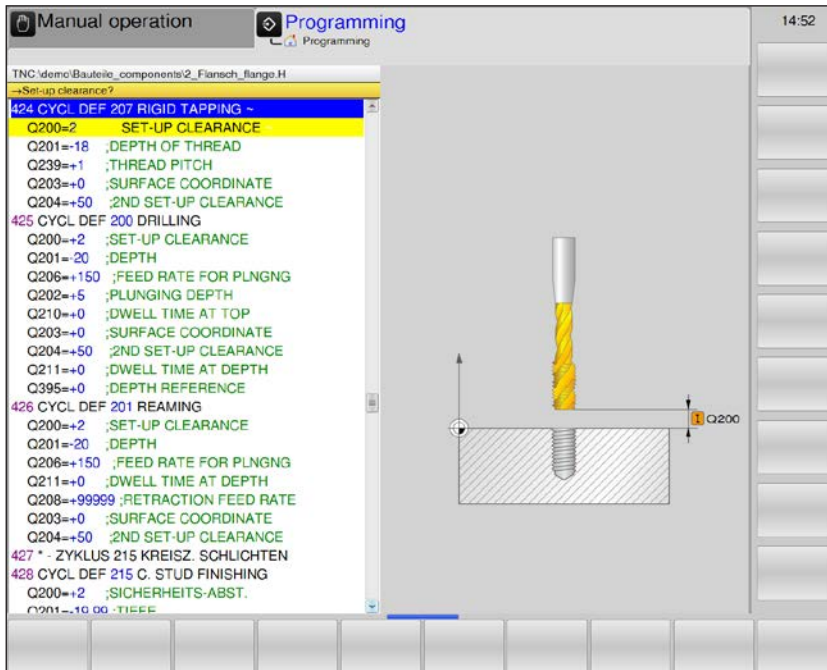 Manual operation
Programming
Programming
14:52
TNC:\demo\Bauteile_components\2_Flansch_flange.H
→Set-up clearance?
424 CYCL DEF 207 RIGID TAPPING ~
Q200=2 SET-UP CLEARANCE
Q201=-18 ;DEPTH OF THREAD
Q239=+1 ;THREAD PITCH
Q203=+0 ;SURFACE COORDINATE
Q204=+50 ;2ND SET-UP CLEARANCE
425 CYCL DEF 200 DRILLING
Q200=+2 ;SET-UP CLEARANCE
Q201=-20 ;DEPTH
Q206=+150 ;FEED RATE FOR PLNGNG
Q202=+5 ;PLUNGING DEPTH
Q210=+0 ;DWELL TIME AT TOP
Q203=+0 ;SURFACE COORDINATE
Q204=+50 ;2ND SET-UP CLEARANCE
Q211=+0 ;DWELL TIME AT DEPTH
Q395=+0 ;DEPTH REFERENCE
426 CYCL DEF 201 REAMING
Q200=+2 ;SET-UP CLEARANCE
Q201=-20 ;DEPTH
Q206=+150 ;FEED RATE FOR PLNGNG
Q211=+0 ;DWELL TIME AT DEPTH
Q208=+99999 ;RETRACTION FEED RATE
Q203=+0 ;SURFACE COORDINATE
Q204=+50 ;2ND SET-UP CLEARANCE
427 * - ZYKLUS 215 KREISZ. SCHLICHTEN
428 CYCL DEF 215 C. STUD FINISHING
Q200=+2 ;SICHERHEITS-ABST.
Q201=-19.99 ;TIEFE
I Q200